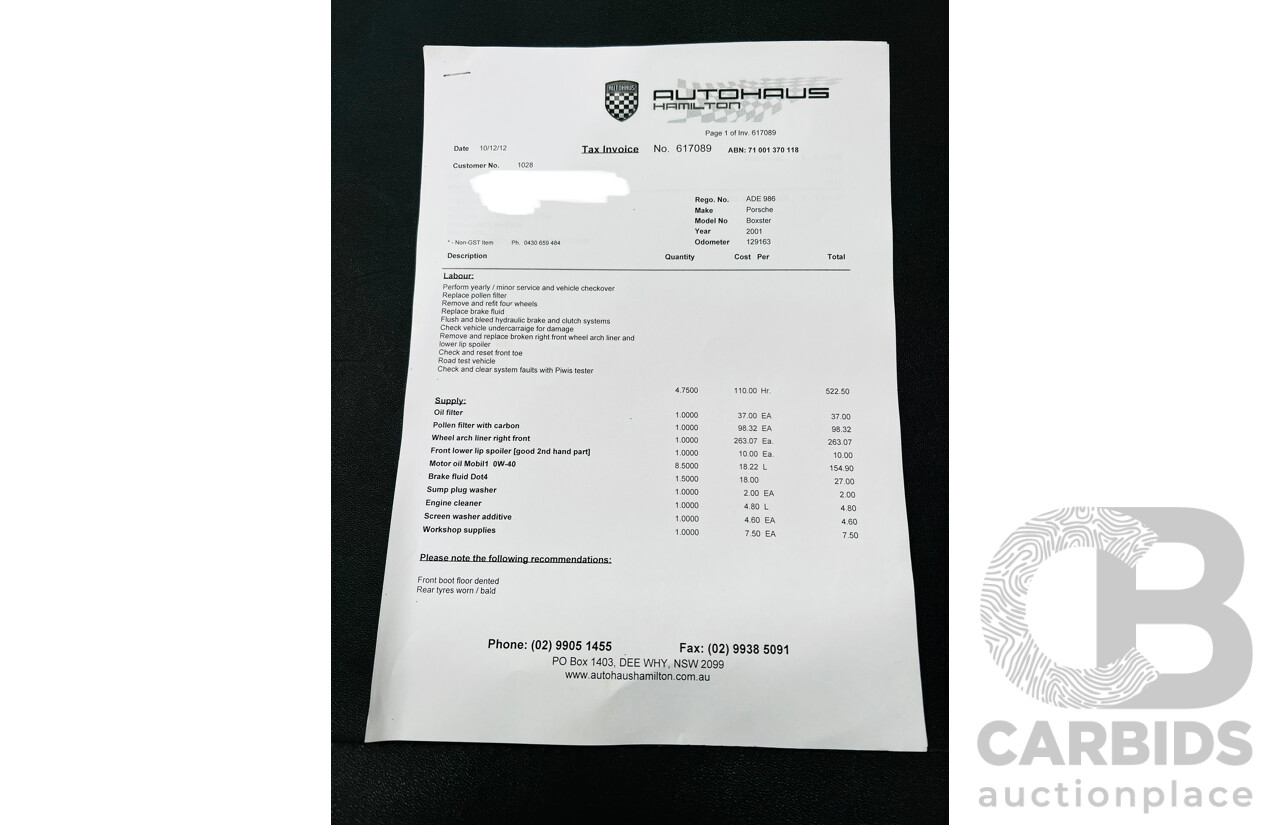 AUTOHAUS
AUTOHAUS
HAMILTON
Page 1 of Inv. 617089
Date 10/12/12 Tax Invoice No. 617089 ABN: 71 001 370 118
Customer No. 1028
Rego. No. ADE 986
Make Porsche
Model No Boxster
Year 2001
* - Non-GST Item Ph. 0430 659 484 Odometer 129163
Description Quantity Cost Per Total
Labour:
Perform yearly / minor service and vehicle checkover
Replace pollen filter
Remove and refit four wheels
Replace brake fluid
Flush and bleed hydraulic brake and clutch systems
Check vehicle undercarraige for damage
Remove and replace broken right front wheel arch liner and
lower lip spoiler
Check and reset front toe
Road test vehicle
Check and clear system faults with Piwis tester
4.7500 110.00 Hr. 522.50
Supply:
Oil filter 1.0000 37.00 EA 37.00
Pollen filter with carbon 1.0000 98.32 EA 98.32
Wheel arch liner right front 1.0000 263.07 Ea. 263.07
Front lower lip spoiler [good 2nd hand part] 1.0000 10.00 Ea. 10.00
Motor oil Mobil1 0W-40 8.5000 18.22 L 154.90
Brake fluid Dot4 1.5000 18.00 27.00
Sump plug washer 1.0000 2.00 EA 2.00
Engine cleaner 1.0000 4.80 L 4.80
Screen washer additive 1.0000 4.60 EA 4.60
Workshop supplies 1.0000 7.50 EA 7.50
Please note the following recommendations:
Front boot floor dented
Rear tyres worn / bald
Phone: (02) 9905 1455 Fax: (02) 9938 5091
PO Box 1403, DEE WHY, NSW 2099
www.autohaushamilton.com.au
CB
CARBIDS
auctionplace